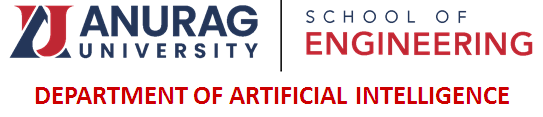 ANURAG
UNIVERSITY
SCHOOL OF
ENGINEERING
DEPARTMENT OF ARTIFICIAL INTELLIGENCE